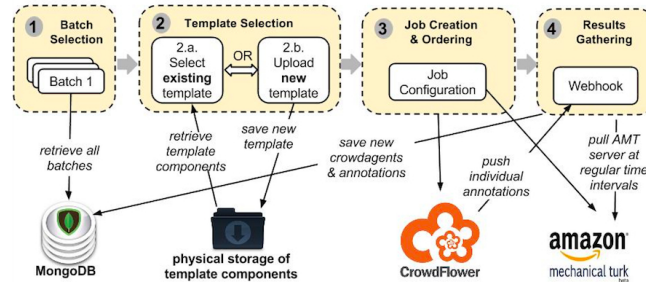 1
Batch
Selection
Batch 1
2
Template Selection
2.a.
Select
existing
template
OR
2.b.
Upload
new
template
3
Job Creation
& Ordering
Job
Configuration
4
Results
Gathering
Webhook
retrieve all
batches
retrieve
template
components
save new
template
save new
crowdagents
& annotations
push
individual
annotations
pull AMT
server at
regular time
intervals
MongoDB
physical storage of
template components
CrowdFlower
amazon
mechanical turk
beta